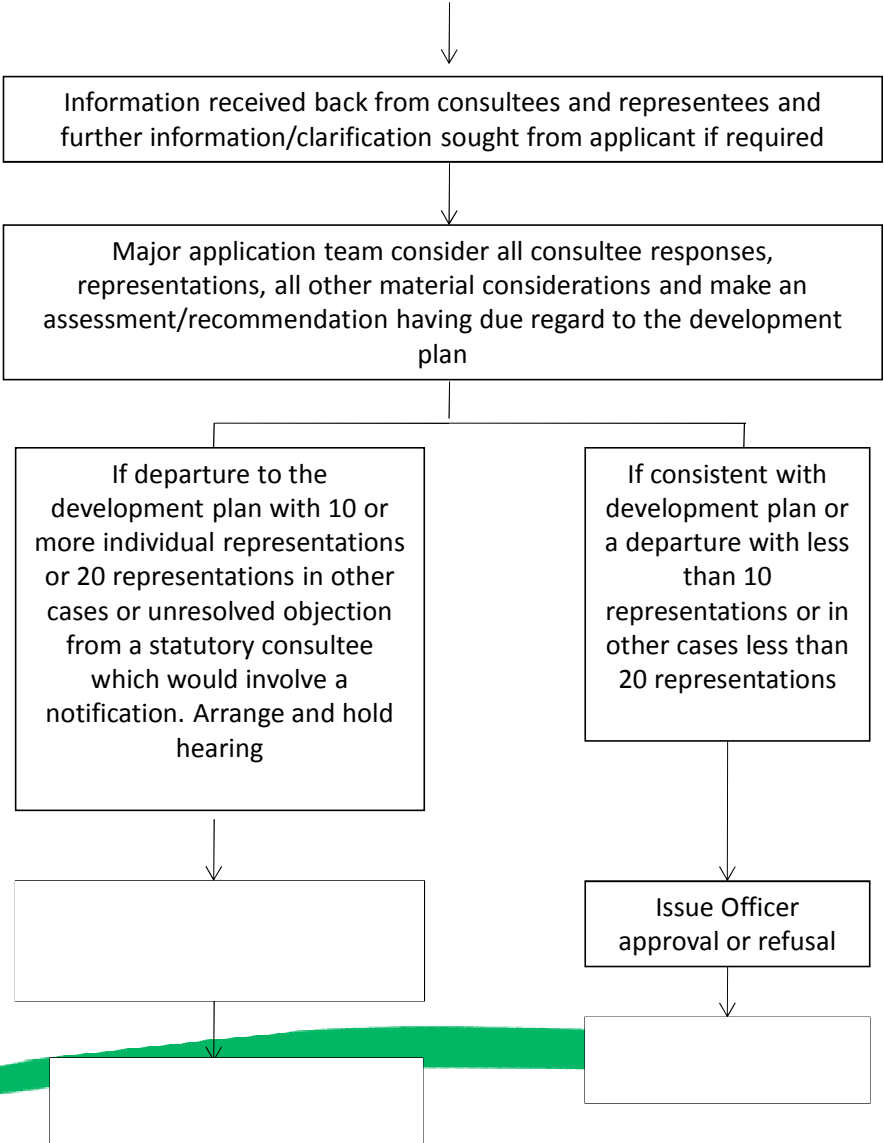 Information received back from consultees and representees and
further information/clarification sought from applicant if required
Major application team consider all consultee responses,
representations, all other material considerations and make an
assessment/recommendation having due regard to the development
plan
If departure to the
development plan with 10 or
more individual representations
or 20 representations in other
cases or unresolved objection
from a statutory consultee
which would involve a
notification. Arrange and hold
hearing
If consistent with
development plan or
a departure with less
than 10
representations or in
other cases less than
20 representations
Issue Officer
approval or refusal